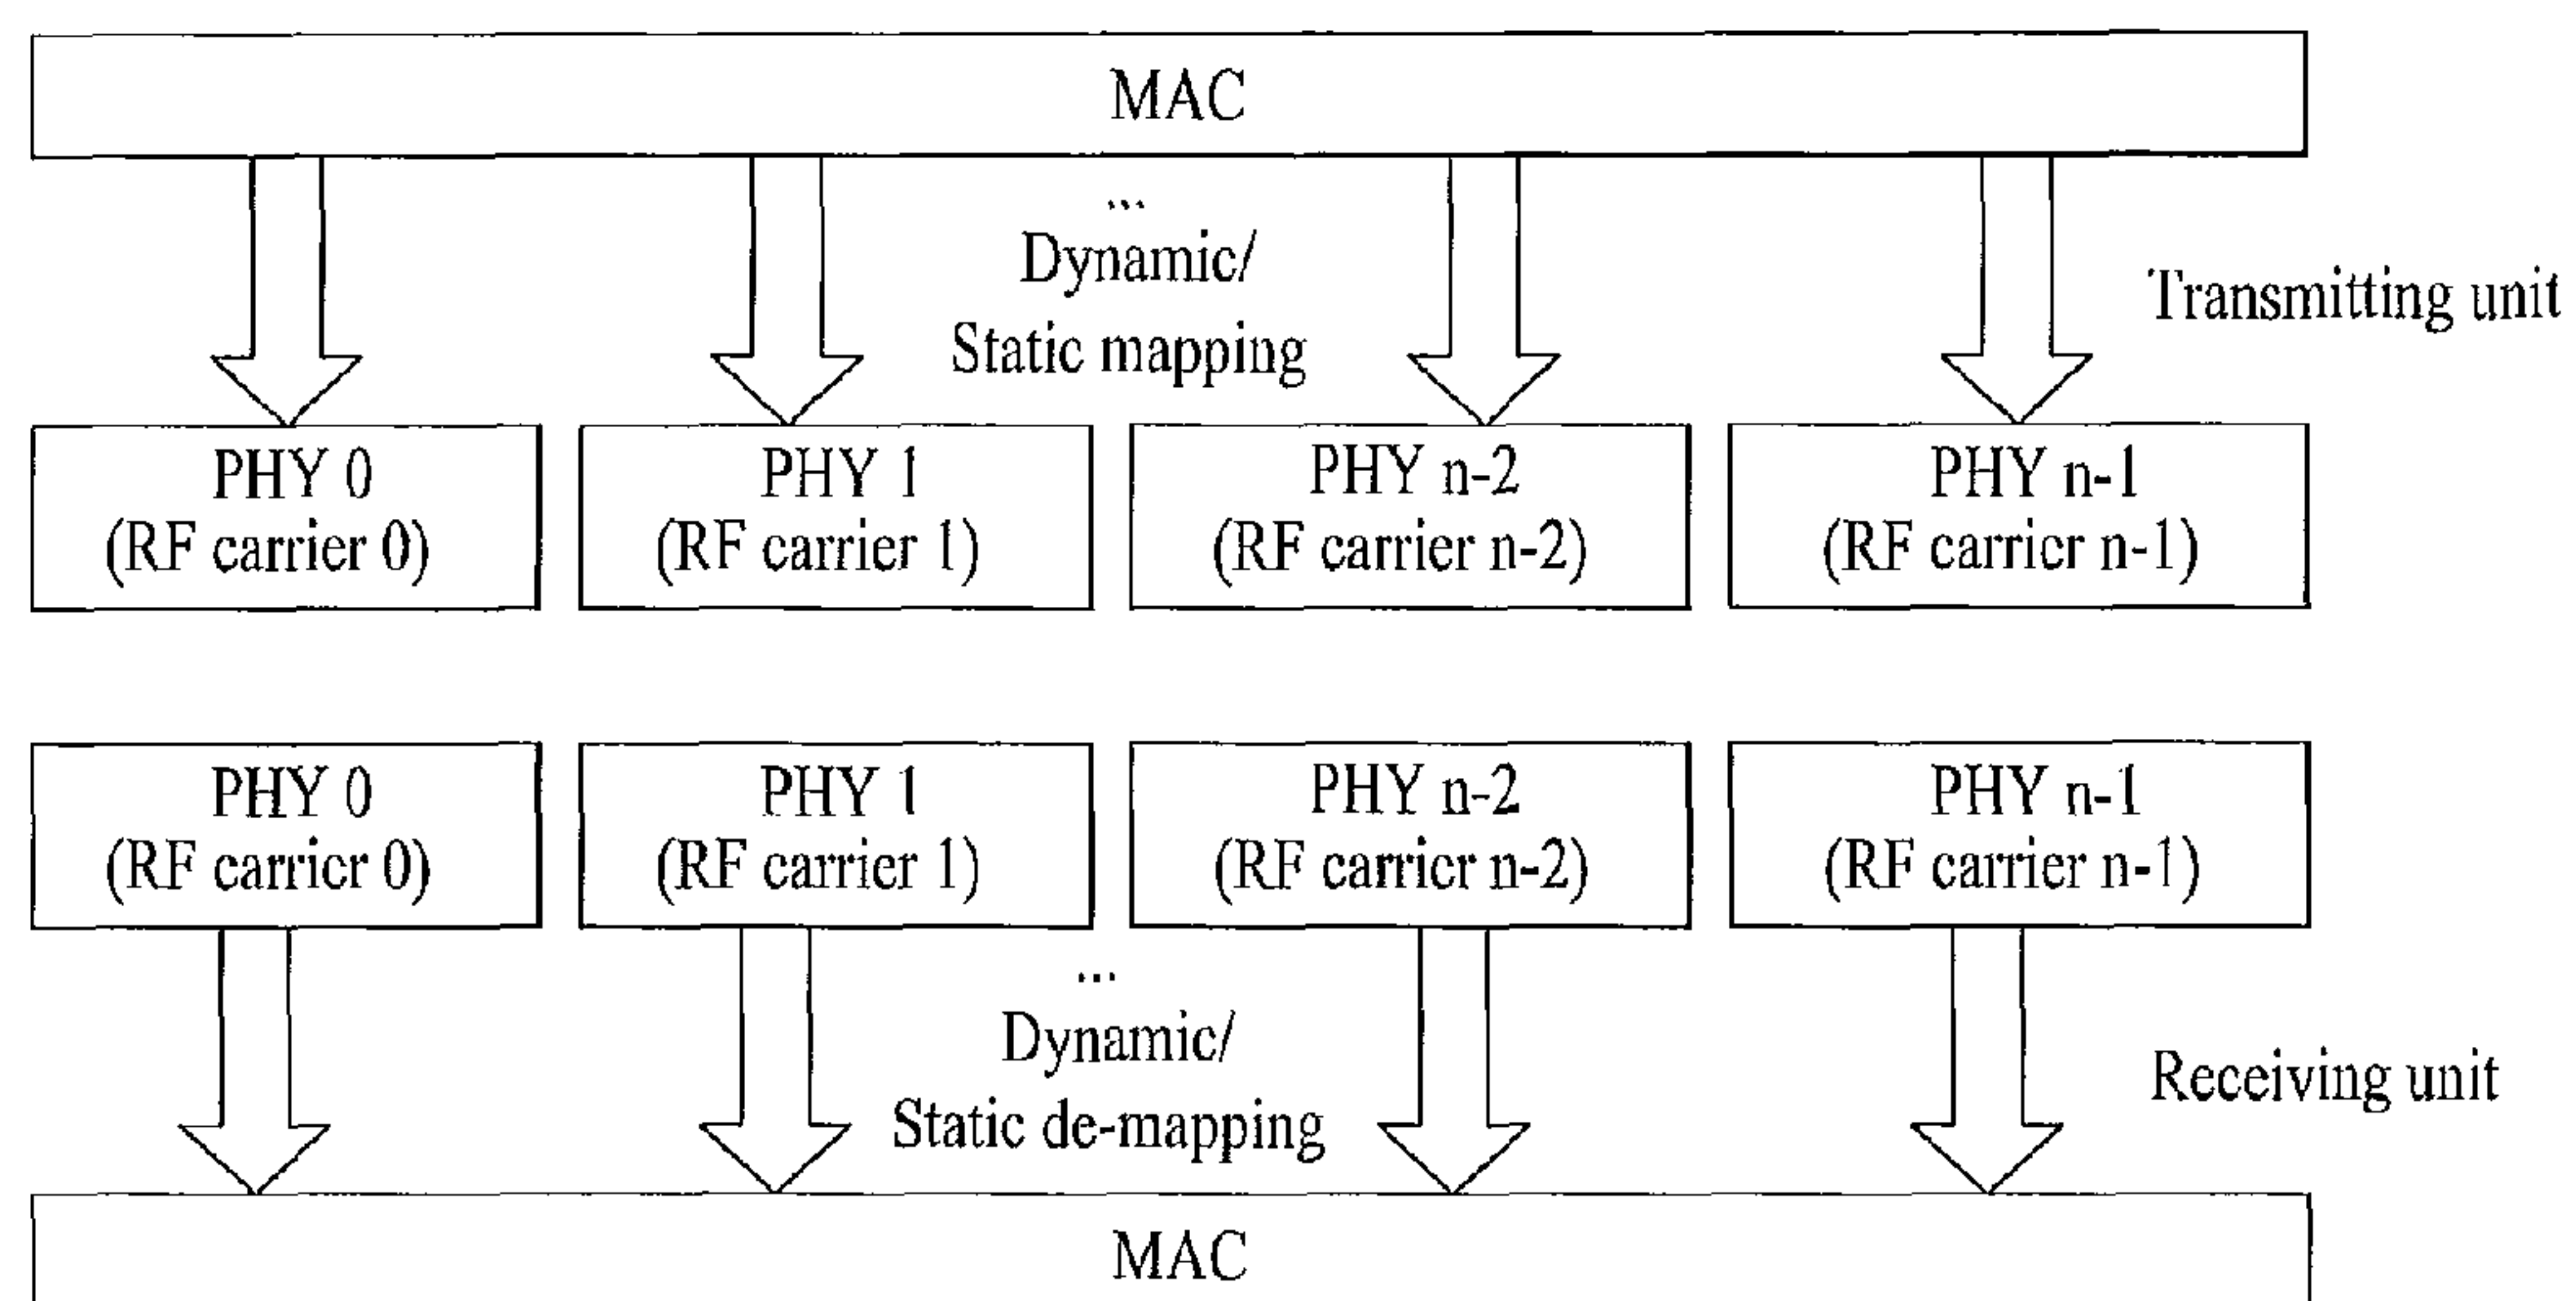 MAC
...
Dynamic/
Static mapping
Transmitting unit
PHY 0
(RF carrier 0)
PHY 1
(RF carrier 1)
PHY n-2
(RF carrier n-2)
PHY n-1
(RF carrier n-1)
PHY 0
(RF carrier 0)
PHY 1
(RF carrier 1)
PHY n-2
(RF carrier n-2)
PHY n-1
(RF carrier n-1)
...
Dynamic/
Static de-mapping
Receiving unit
MAC